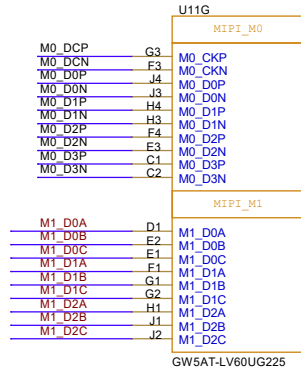 U11G
MIPI_M0
M0_DCP G3 M0_CKP
M0_DCN F3 M0_CKN
M0_D0P J4 M0_D0P
M0_D0N J3 M0_D0N
M0_D1P H4 M0_D1P
M0_D1N H3 M0_D1N
M0_D2P F4 M0_D2P
M0_D2N E3 M0_D2N
M0_D3P C1 M0_D3P
M0_D3N C2 M0_D3N
MIPI_M1
M1_D0A D1 M1_D0A
M1_D0B E2 M1_D0B
M1_D0C E1 M1_D0C
M1_D1A F1 M1_D1A
M1_D1B G1 M1_D1B
M1_D1C G2 M1_D1C
M1_D2A H1 M1_D2A
M1_D2B J1 M1_D2B
M1_D2C J2 M1_D2C
GW5AT-LV60UG225